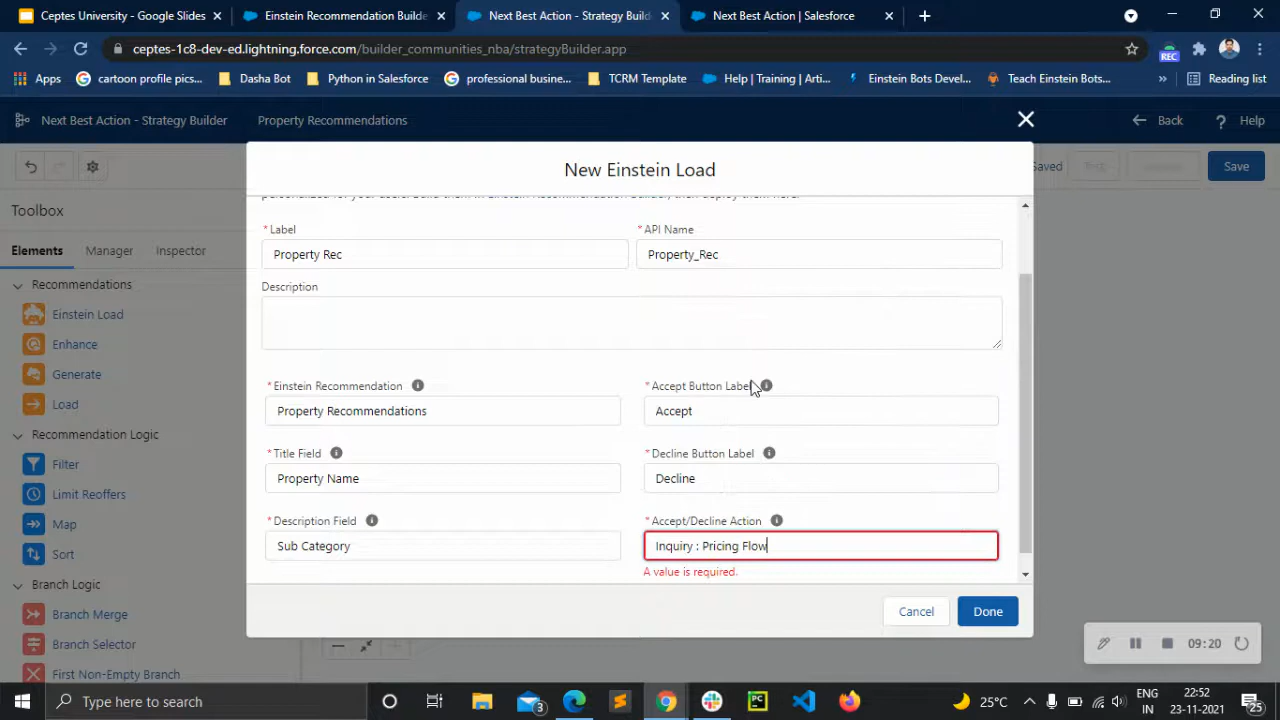 Ceptes University - Google Slides
Einstein Recommendation Builde
Next Best Action - Strategy Build
Next Best Action | Salesforce
ceptes-1c8-dev-ed.lightning.force.com/builder_communities_nba/strategyBuilder.app
REC
Apps
cartoon profile pics...
Dasha Bot
Python in Salesforce
professional busine...
TCRM Template
Help | Training | Arti...
Einstein Bots Devel...
Teach Einstein Bots...
»
Reading list
Next Best Action - Strategy Builder
Property Recommendations
Back
? Help
New Einstein Load
Saved
Save
Toolbox
Elements
Manager
Inspector
Recommendations
Einstein Load
Enhance
Generate
Load
Recommendation Logic
Filter
Limit Reoffers
Map
Sort
Branch Logic
Branch Merge
Branch Selector
First Non-Empty Branch
*Label
Property Rec
*API Name
Property_Rec
Description
*Einstein Recommendation
Property Recommendations
*Accept Button Label
Accept
*Title Field
Property Name
*Decline Button Label
Decline
*Description Field
Sub Category
*Accept/Decline Action
Inquiry : Pricing Flow
A value is required.
Cancel
Done
09:20
Type here to search
3
25°C
ENG
IN
22:52
23-11-2021
25